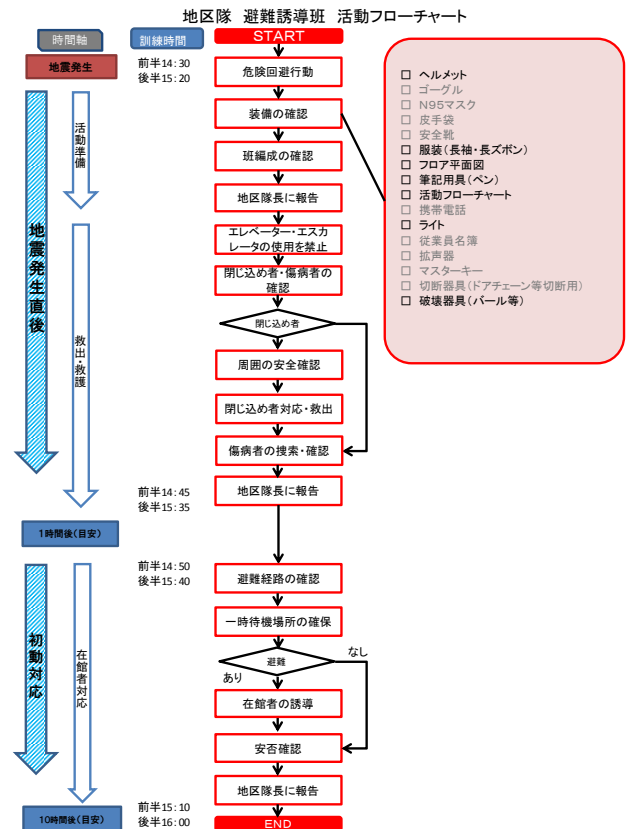 地区隊 避難誘導班 活動フローチャート
時間軸
訓練時間
START
地震発生
前半14:30
後半15:20
危険回避行動
装備の確認
班編成の確認
地区隊長に報告
エレベーター・エスカ
レータの使用を禁止
閉じ込め者・傷病者の
確認
閉じ込め者
周囲の安全確認
閉じ込め者対応・救出
傷病者の捜索・確認
前半14:45
後半15:35
地区隊長に報告
活動準備
地震発生直後
救出・救護
1時間後(目安)
前半14:50
後半15:40
避難経路の確認
一時待機場所の確保
避難
なし
あり
在館者の誘導
安否確認
地区隊長に報告
初動対応
在館者対応
10時間後(目安)
前半15:10
後半16:00
END
□ ヘルメット
□ ゴーグル
□ N95マスク
□ 皮手袋
□ 安全靴
□ 服装(長袖・長ズボン)
□ フロア平面図
□ 筆記用具(ペン)
□ 活動フローチャート
□ 携帯電話
□ ライト
□ 従業員名簿
□ 拡声器
□ マスターキー
□ 切断器具(ドアチェーン等切断用)
□ 破壊器具(バール等)